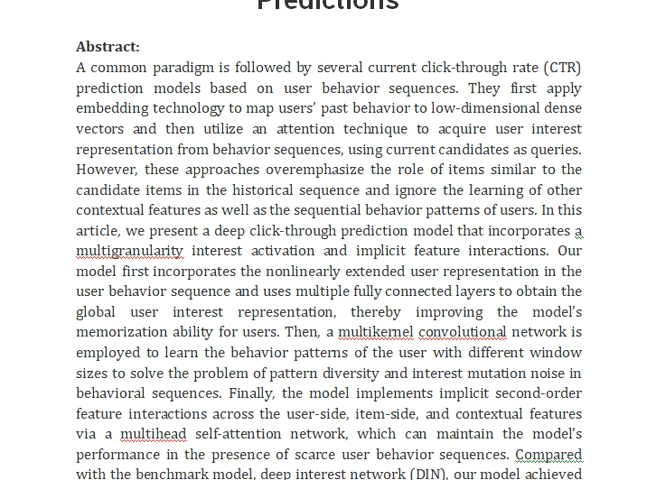 Predictions
Abstract:
A common paradigm is followed by several current click-through rate (CTR)
prediction models based on user behavior sequences. They first apply
embedding technology to map users' past behavior to low-dimensional dense
vectors and then utilize an attention technique to acquire user interest
representation from behavior sequences, using current candidates as queries.
However, these approaches overemphasize the role of items similar to the
candidate items in the historical sequence and ignore the learning of other
contextual features as well as the sequential behavior patterns of users. In this
article, we present a deep click-through prediction model that incorporates a
multigranularity interest activation and implicit feature interactions. Our
model first incorporates the nonlinearly extended user representation in the
user behavior sequence and uses multiple fully connected layers to obtain the
global user interest representation, thereby improving the model's
memorization ability for users. Then, a multikernel convolutional network is
employed to learn the behavior patterns of the user with different window
sizes to solve the problem of pattern diversity and interest mutation noise in
behavioral sequences. Finally, the model implements implicit second-order
feature interactions across the user-side, item-side, and contextual features
via a multihead self-attention network, which can maintain the model's
performance in the presence of scarce user behavior sequences. Compared
with the benchmark model, deep interest network (DIN), our model achieved